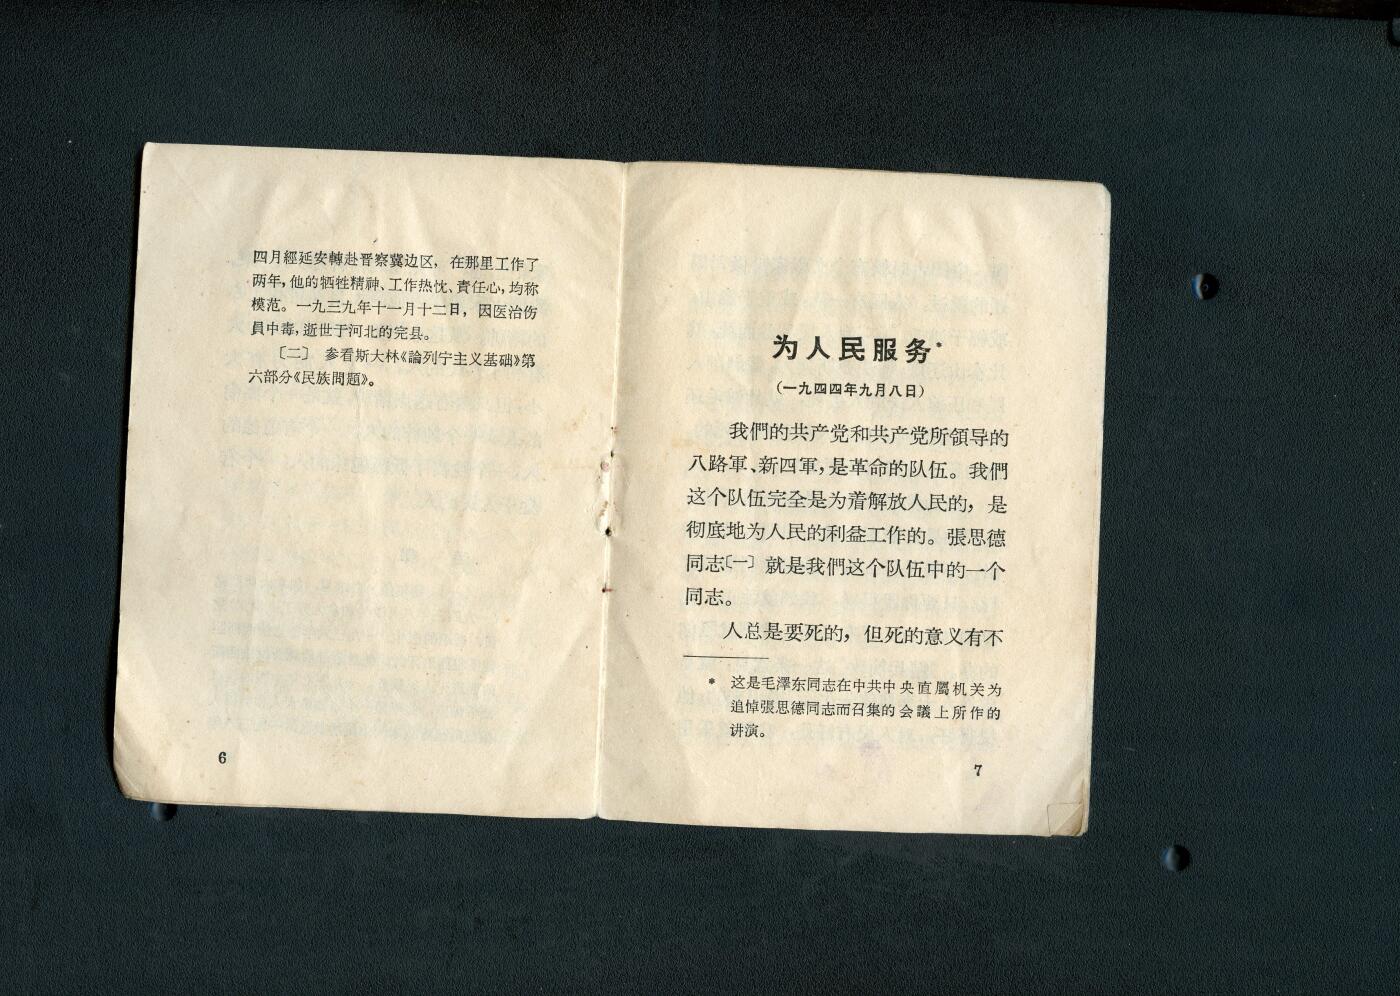 四月經延安轉赴晋察冀边区，在那里工作了
两年，他的牺牲精神、工作热忱、責任心，均称
模范。一九三九年十一月十二日，因医治伤
員中毒，逝世于河北的完县。
〔二〕 参看斯大林《論列宁主义基础》第
六部分《民族問題》。
6
为人民服务*
（一九四四年九月八日）
我們的共产党和共产党所領导的
八路軍、新四軍，是革命的队伍。我們
这个队伍完全是为着解放人民的，是
彻底地为人民的利益工作的。張思德
同志〔一〕就是我們这个队伍中的一个
同志。
人总是要死的，但死的意义有不
* 这是毛澤东同志在中共中央直屬机关为
追悼張思德同志而召集的会議上所作的
讲演。
7